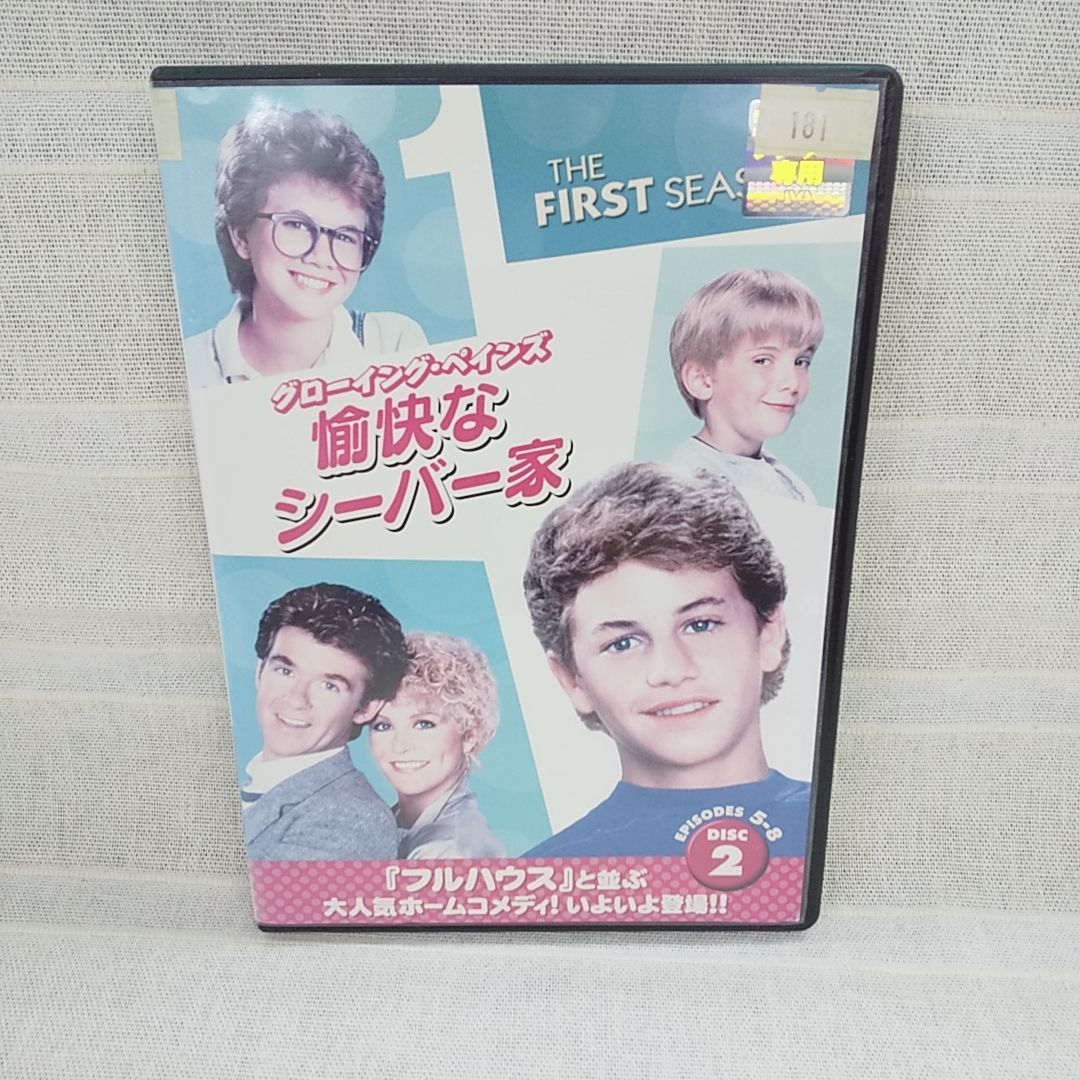 1
THE
FIRST SEAS
181
専用
グローイング・ペインズ
愉快な
シーバー家
EPISODES 5-8
DISC
2
『フルハウス』と並ぶ
大人気ホームコメディ!いよいよ登場!!